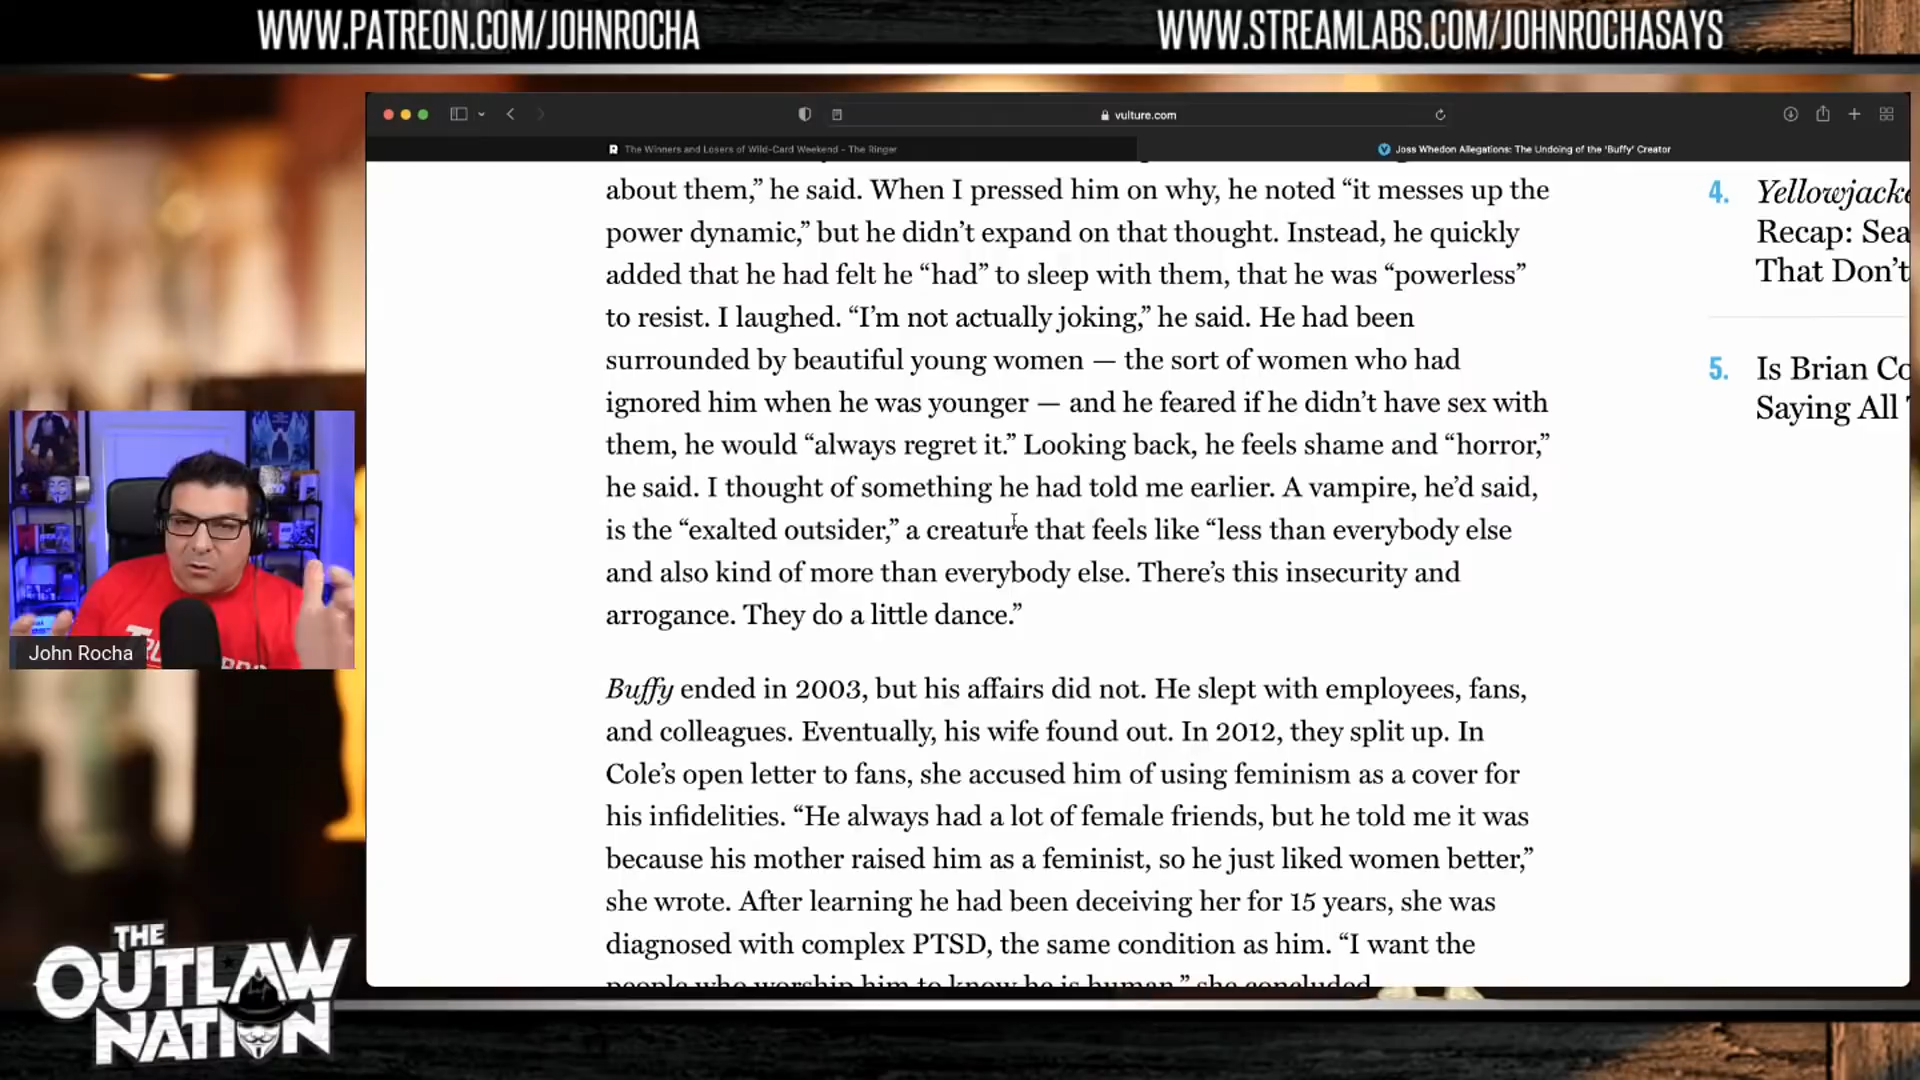 WWW.PATREON.COM/JOHNROCHA
WWW.STREAMLABS.COM/JOHNROCHASAYS
vulture.com
The Winners and Losers of Wild-Card Weekend - The Ringer
Joss Whedon Allegations: The Undoing of the ‘Buffy’ Creator
about them,” he said. When I pressed him on why, he noted “it messes up the
power dynamic,” but he didn’t expand on that thought. Instead, he quickly
added that he had felt he “had” to sleep with them, that he was “powerless”
to resist. I laughed. “I’m not actually joking,” he said. He had been
surrounded by beautiful young women — the sort of women who had
ignored him when he was younger — and he feared if he didn’t have sex with
them, he would “always regret it.” Looking back, he feels shame and “horror,”
he said. I thought of something he had told me earlier. A vampire, he’d said,
is the “exalted outsider,” a creature that feels like “less than everybody else
and also kind of more than everybody else. There’s this insecurity and
arrogance. They do a little dance.”
Buffy ended in 2003, but his affairs did not. He slept with employees, fans,
and colleagues. Eventually, his wife found out. In 2012, they split up. In
Cole’s open letter to fans, she accused him of using feminism as a cover for
his infidelities. “He always had a lot of female friends, but he told me it was
because his mother raised him as a feminist, so he just liked women better,”
she wrote. After learning he had been deceiving her for 15 years, she was
diagnosed with complex PTSD, the same condition as him. “I want the
people who worship him to know he is human,” she concluded.
4. Yellowjacke
Recap: Sea
That Don’t
5. Is Brian Co
Saying All
John Rocha
THE
OUTLAW
NATION